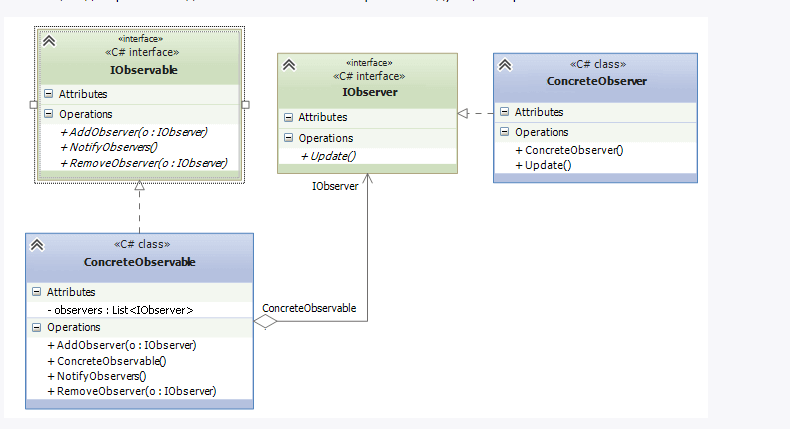 «interface»
«C# interface»
IObservable
Attributes
Operations
+ AddObserver(o : IObserver)
+ NotifyObservers()
+ RemoveObserver(o : IObserver)
«interface»
«C# interface»
IObserver
Attributes
Operations
+ Update()
«C# class»
ConcreteObserver
Attributes
Operations
+ ConcreteObserver()
+ Update()
IObserver
«C# class»
ConcreteObservable
Attributes
- observers : List<IObserver>
Operations
+ AddObserver(o : IObserver)
+ ConcreteObservable()
+ NotifyObservers()
+ RemoveObserver(o : IObserver)
ConcreteObservable